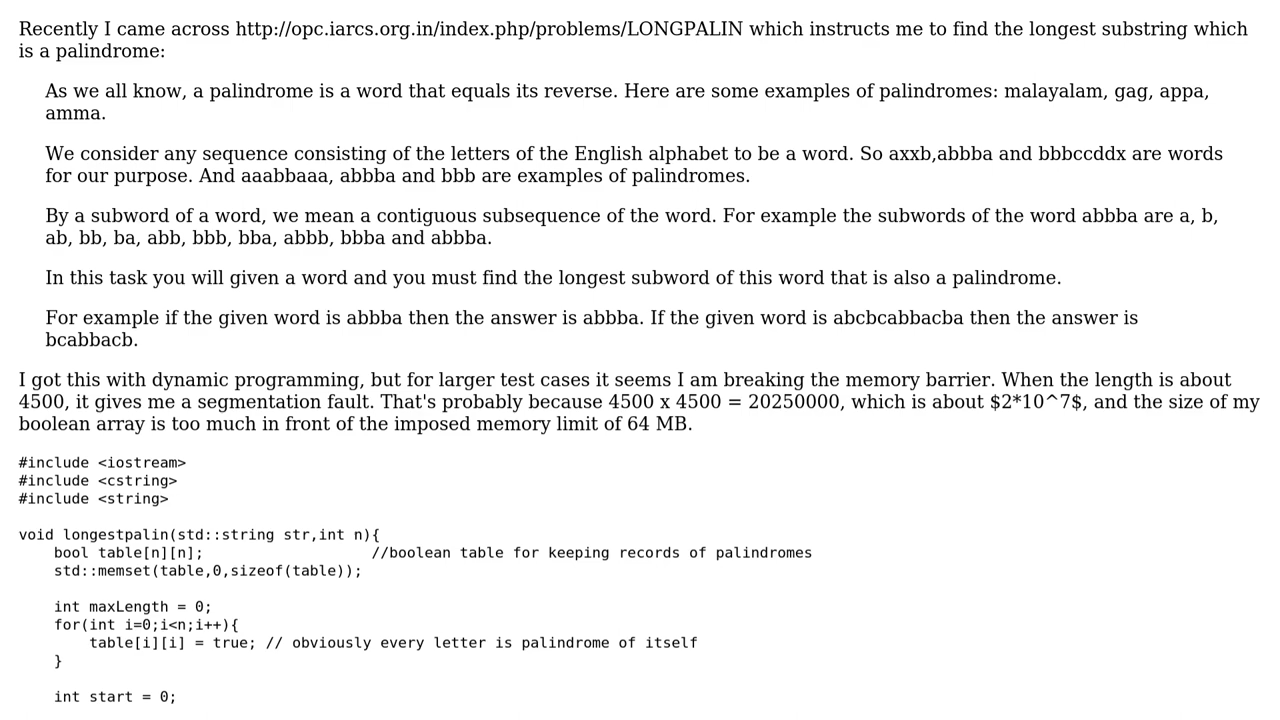 Recently I came across http://opc.iarcs.org.in/index.php/problems/LONGPALIN which instructs me to find the longest substring which
is a palindrome:
As we all know, a palindrome is a word that equals its reverse. Here are some examples of palindromes: malayalam, gag, appa,
amma.
We consider any sequence consisting of the letters of the English alphabet to be a word. So axxb,abbba and bbbccddx are words
for our purpose. And aaabbaaa, abbba and bbb are examples of palindromes.
By a subword of a word, we mean a contiguous subsequence of the word. For example the subwords of the word abbba are a, b,
ab, bb, ba, abb, bbb, bba, abbb, bbba and abbba.
In this task you will given a word and you must find the longest subword of this word that is also a palindrome.
For example if the given word is abbba then the answer is abbba. If the given word is abcbcabbacba then the answer is
bcabbacb.
I got this with dynamic programming, but for larger test cases it seems I am breaking the memory barrier. When the length is about
4500, it gives me a segmentation fault. That's probably because 4500 x 4500 = 20250000, which is about $2*10^7$, and the size of my
boolean array is too much in front of the imposed memory limit of 64 MB.
#include <iostream>
#include <cstring>
#include <string>
void longestpalin(std::string str,int n){
    bool table[n][n];                   //boolean table for keeping records of palindromes
    std::memset(table,0,sizeof(table));
    int maxLength = 0;
    for(int i=0;i<n;i++){
        table[i][i] = true; // obviously every letter is palindrome of itself
    }
    int start = 0;